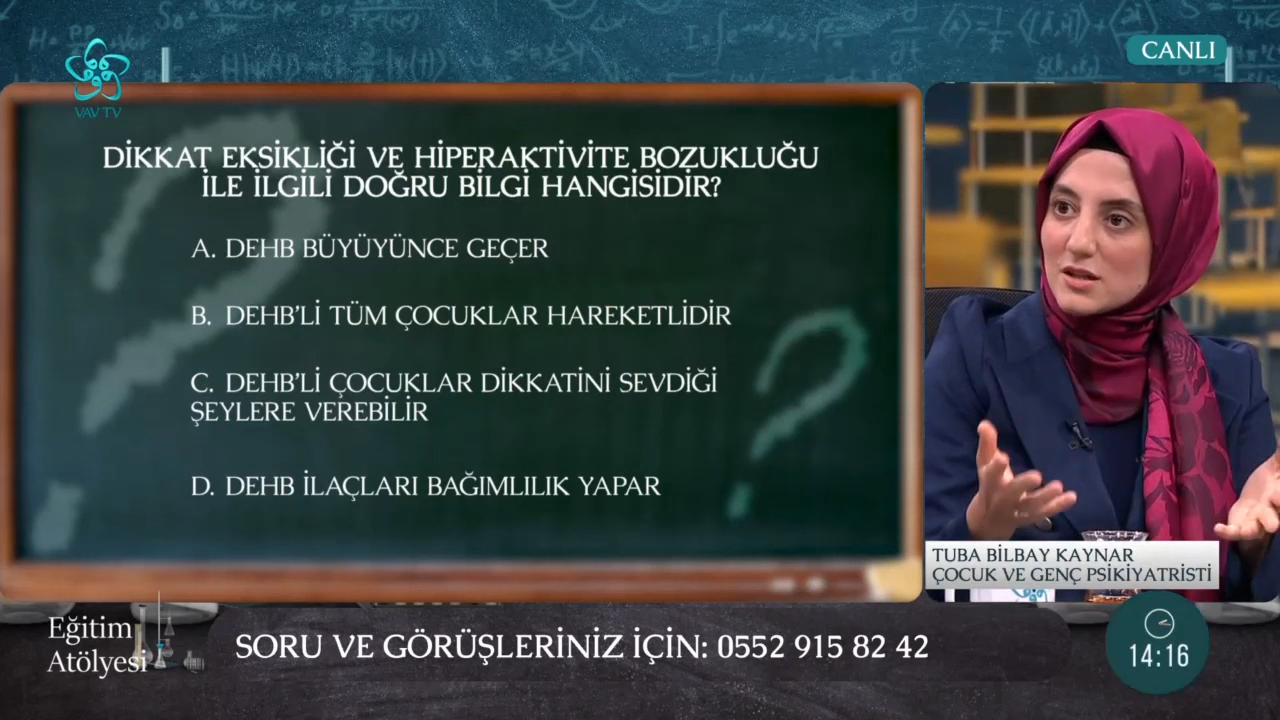 VAV TV
CANLI
DİKKAT EKSİKLİĞİ VE HİPERAKTİVİTE BOZUKLUĞU
İLE İLGİLİ DOĞRU BİLGİ HANGİSİDİR?
A. DEHB BÜYÜYÜNCE GEÇER
B. DEHB'Lİ TÜM ÇOCUKLAR HAREKETLİDİR
C. DEHB'Lİ ÇOCUKLAR DİKKATİNİ SEVDİĞİ
ŞEYLERE VEREBİLİR
D. DEHB İLAÇLARI BAĞIMLILIK YAPAR
TUBA BİLBAY KAYNAR
ÇOCUK VE GENÇ PSİKİYATRİSTİ
Eğitim
Atölyesi
SORU VE GÖRÜŞLERİNİZ İÇİN: 0552 915 82 42
14:16